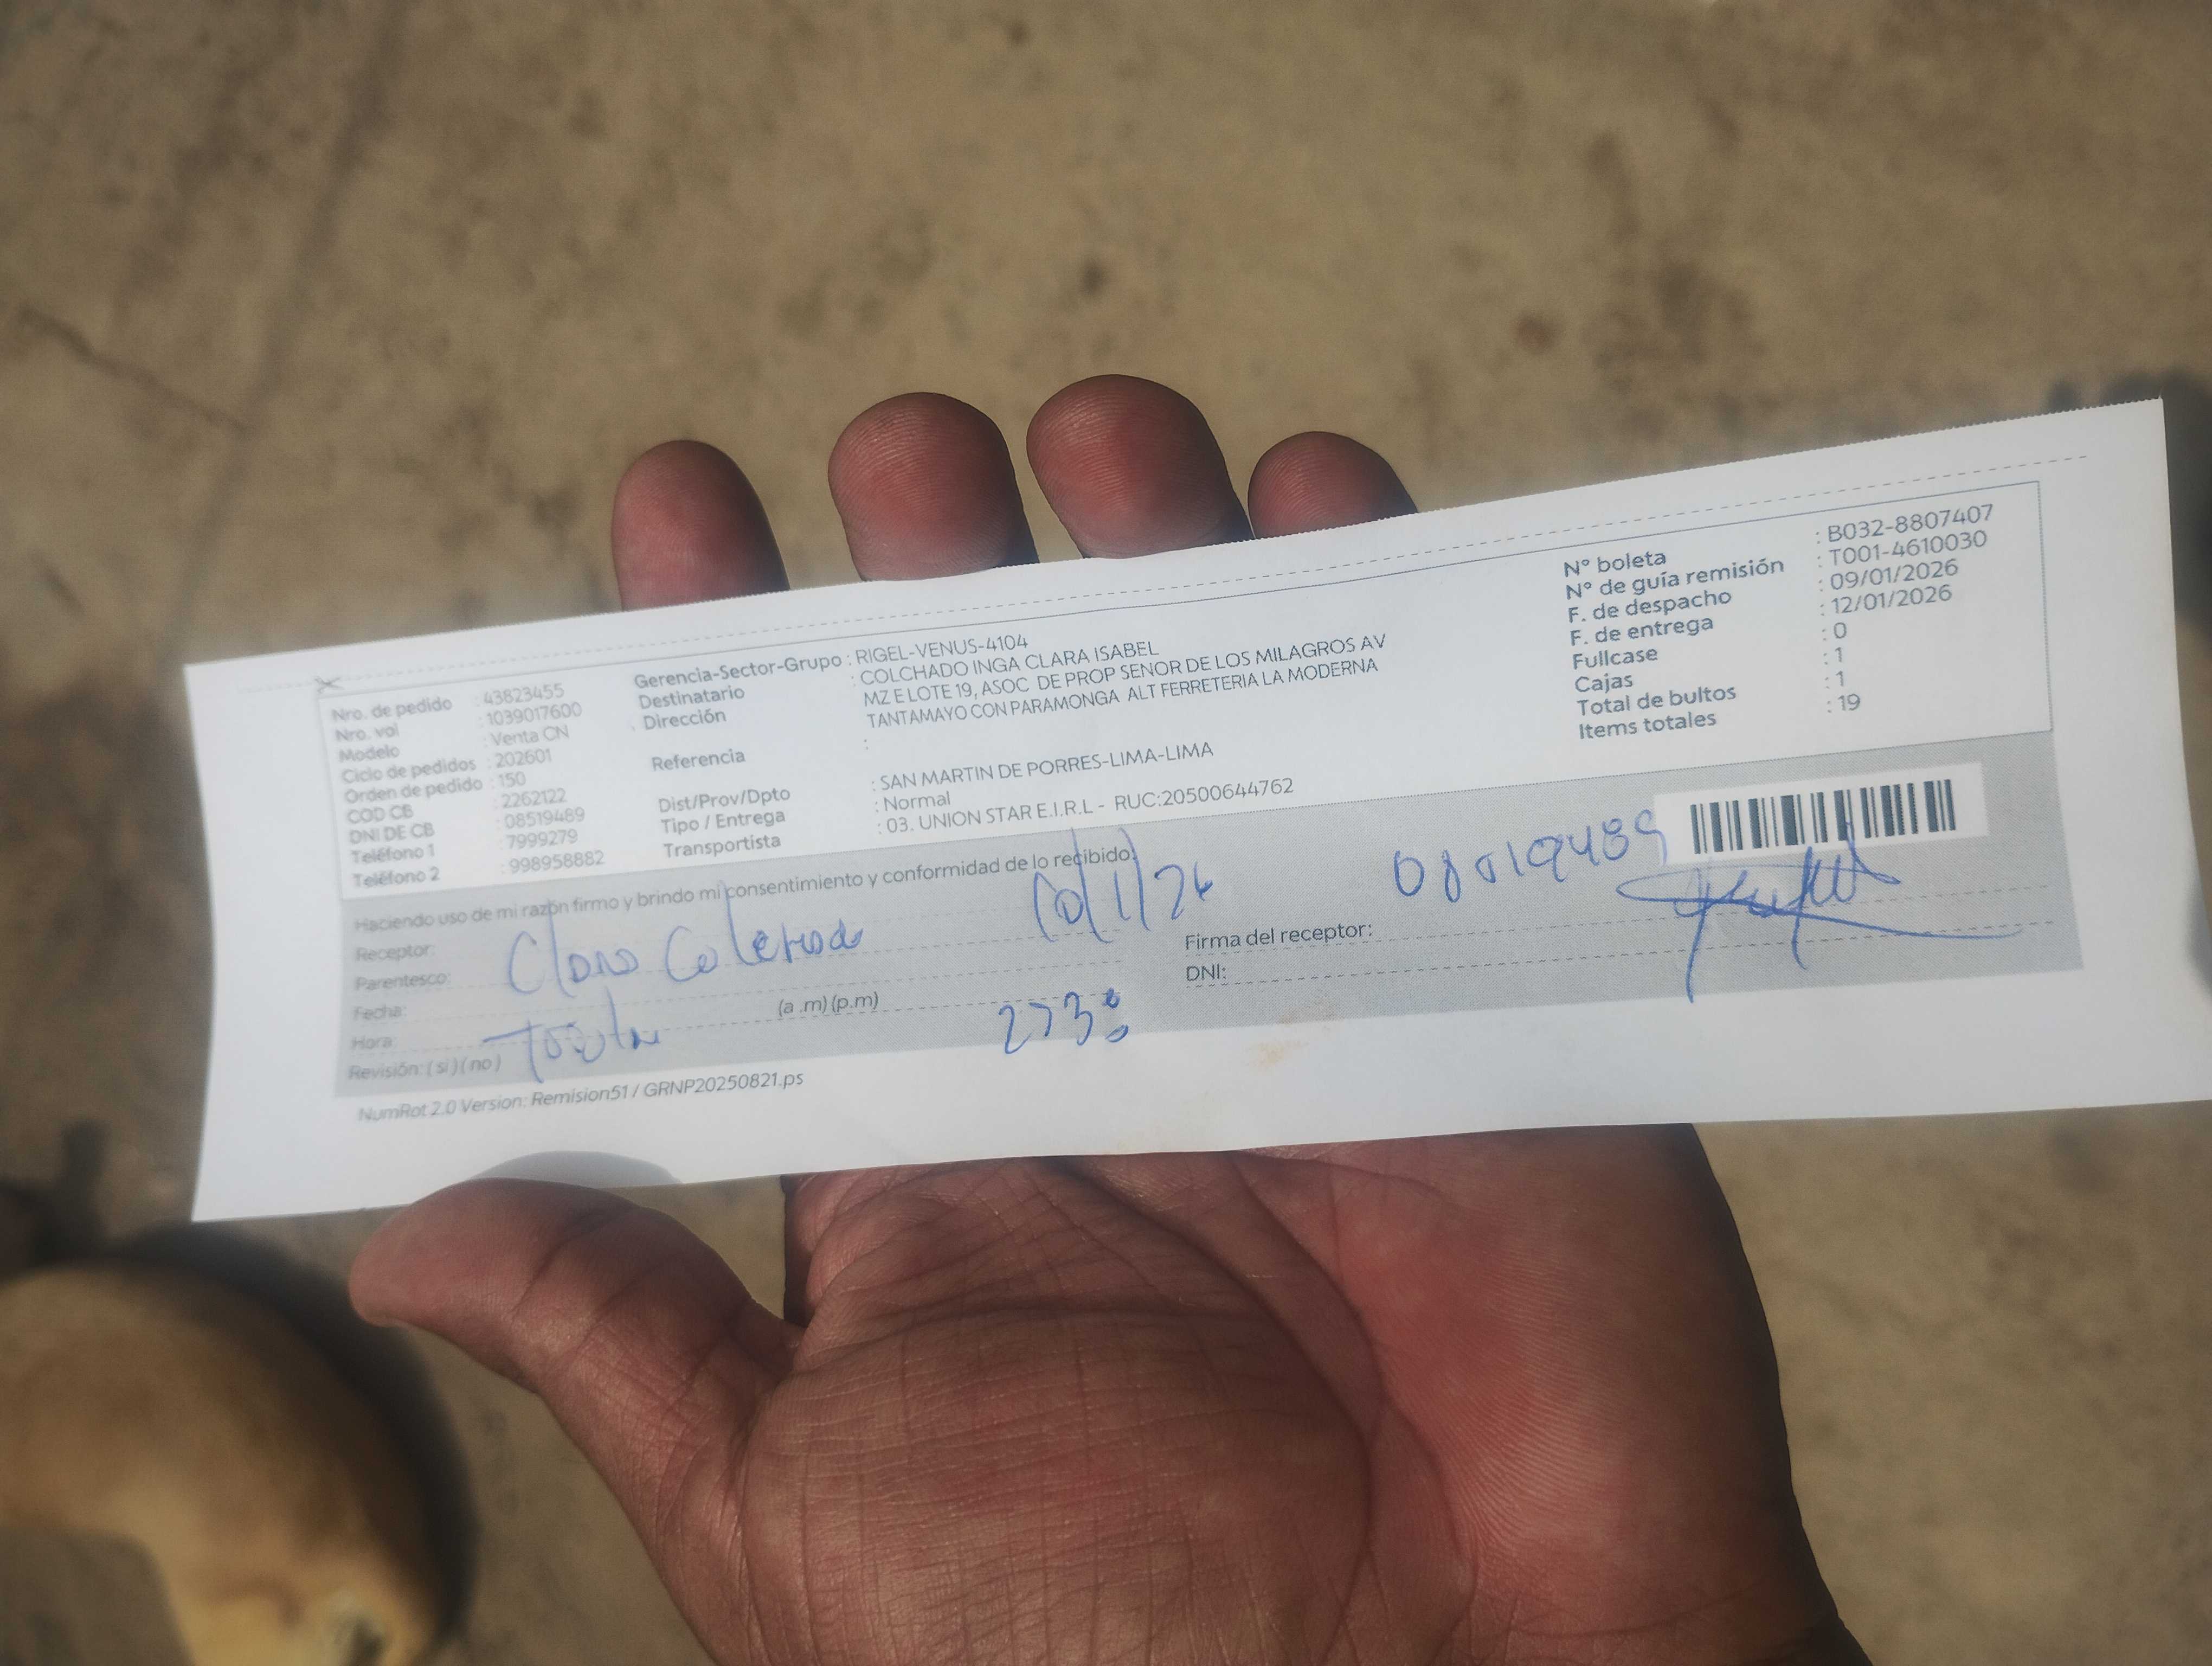 Nro. de pedido : 43823455
Nro. val : 1039017600
Modelo : Venta CN
Ciclo de pedidos : 202601
Orden de pedido : 150
COD CB : 2262122
DNI DE CB : 08519489
Teléfono 1 : 7999279
Teléfono 2 : 998958882
Gerencia-Sector-Grupo : RIGEL-VENUS-4104
Destinatario : COLCHADO INGA CLARA ISABEL
Dirección : MZ E LOTE 19, ASOC DE PROP SENOR DE LOS MILAGROS AV
TANTAMAYO CON PARAMONGA ALT FERRETERIA LA MODERNA
Referencia :
Dist/Prov/Dpto : SAN MARTIN DE PORRES-LIMA-LIMA
Tipo / Entrega : Normal
Transportista : 03. UNION STAR E.I.R.L - RUC:20500644762
N° boleta : B032-8807407
N° de guía remisión : T001-4610030
F. de despacho : 09/01/2026
F. de entrega : 12/01/2026
Fullcase : 0
Cajas : 1
Total de bultos : 1
Items totales : 19
Haciendo uso de mi razón firmo y brindo mi consentimiento y conformidad de lo recibido:
Receptor:
Parentesco:
Fecha:
Hora: (a.m) (p.m)
Revisión: ( si ) ( no )
10/1/26
Firma del receptor:
DNI:
NumRot 2.0 Version: Remision51 / GRNP20250821.ps